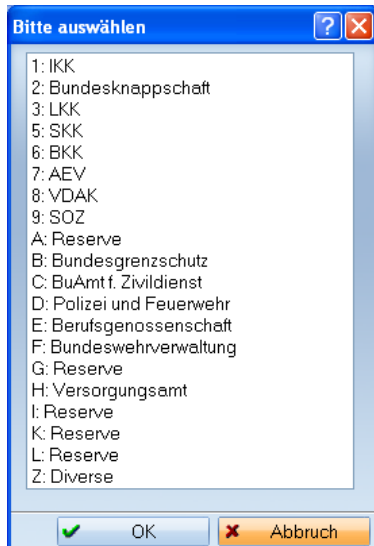 Bitte auswählen
1: IKK
2: Bundesknappschaft
3: LKK
5: SKK
6: BKK
7: AEV
8: VDAK
9: SOZ
A: Reserve
B: Bundesgrenzschutz
C: BuAmt f. Zivildienst
D: Polizei und Feuerwehr
E: Berufsgenossenschaft
F: Bundeswehrverwaltung
G: Reserve
H: Versorgungsamt
I: Reserve
K: Reserve
L: Reserve
Z: Diverse
OK Abbruch